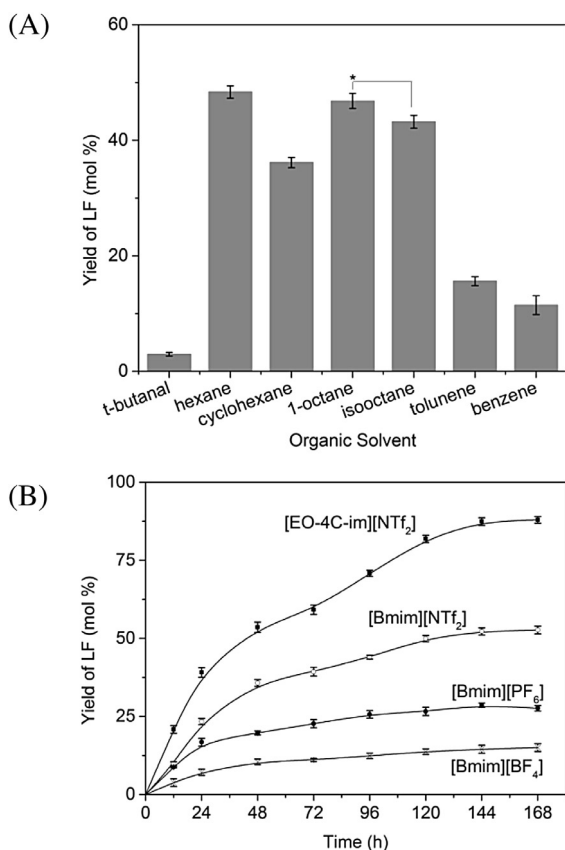 (A)
60
40
20
0
Yield of LF (mol %)
*
t-butanal
hexane
cyclohexane
1-octane
isooctane
tolunene
benzene
Organic Solvent
(B)
100
75
50
25
0
Yield of LF (mol %)
[EO-4C-im][NTf2]
[Bmim][NTf2]
[Bmim][PF6]
[Bmim][BF4]
0 24 48 72 96 120 144 168
Time (h)